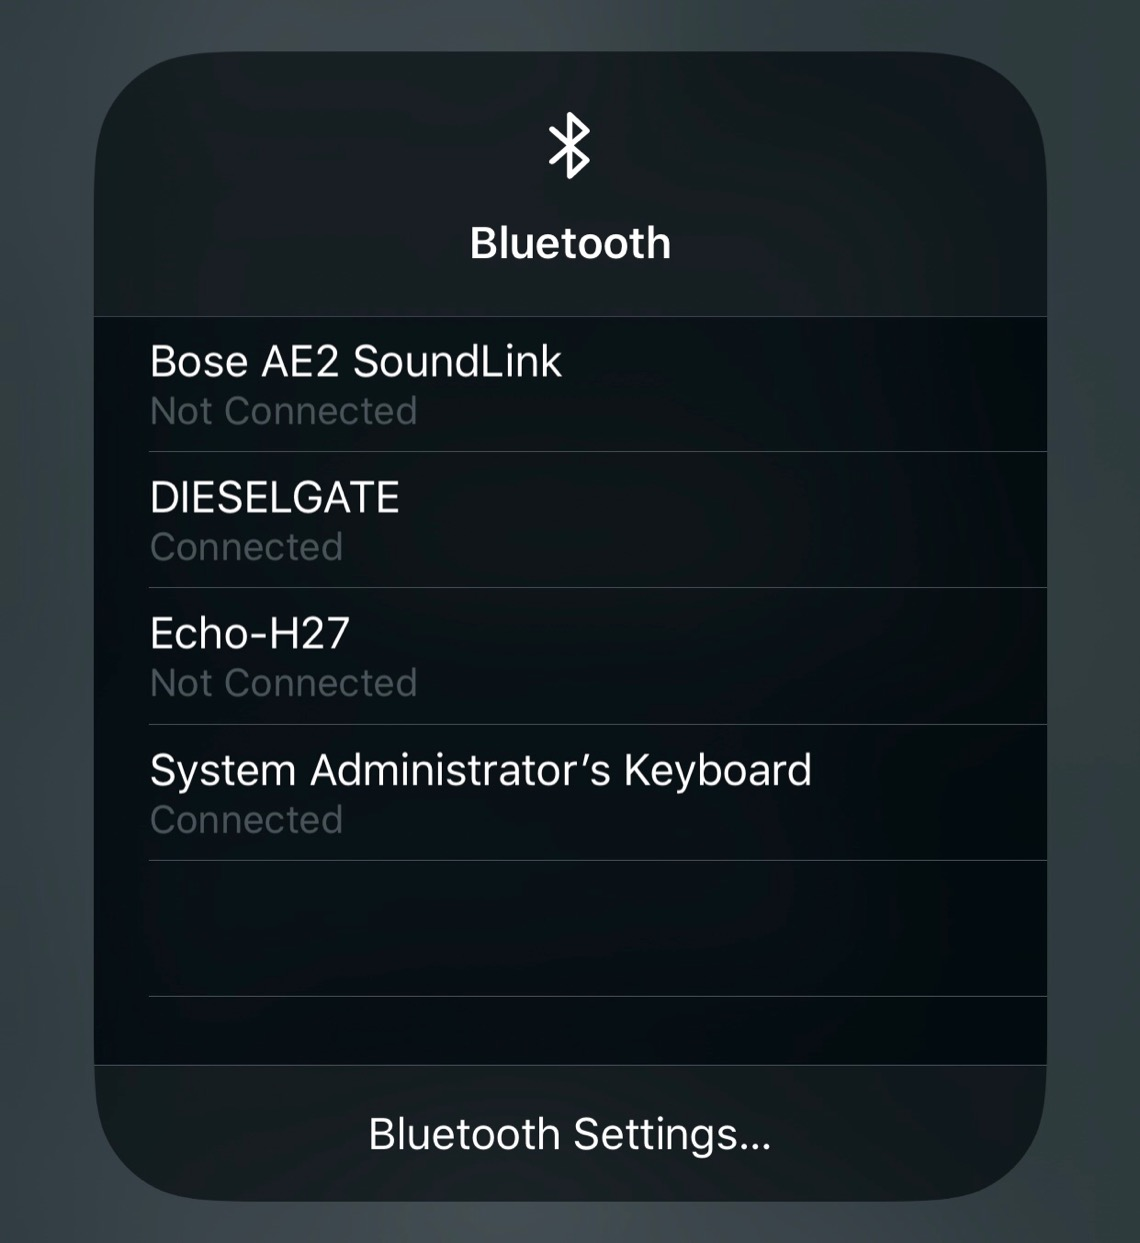 Bluetooth
Bose AE2 SoundLink
Not Connected
DIESELGATE
Connected
Echo-H27
Not Connected
System Administrator’s Keyboard
Connected
Bluetooth Settings...